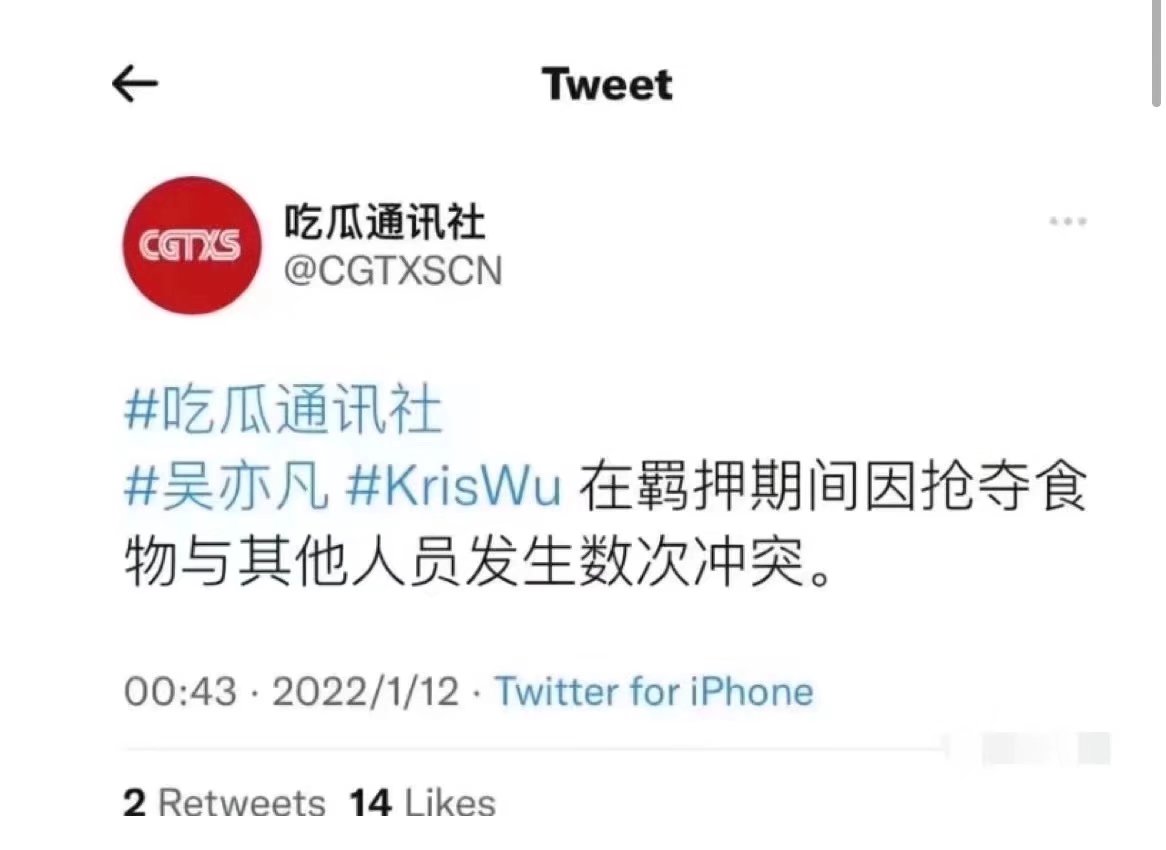 Tweet
CGTXS
吃瓜通讯社
@CGTXSCN
#吃瓜通讯社
#吴亦凡 #KrisWu 在羁押期间因抢夺食
物与其他人员发生数次冲突。
00:43 · 2022/1/12 · Twitter for iPhone
2 Retweets 14 Likes